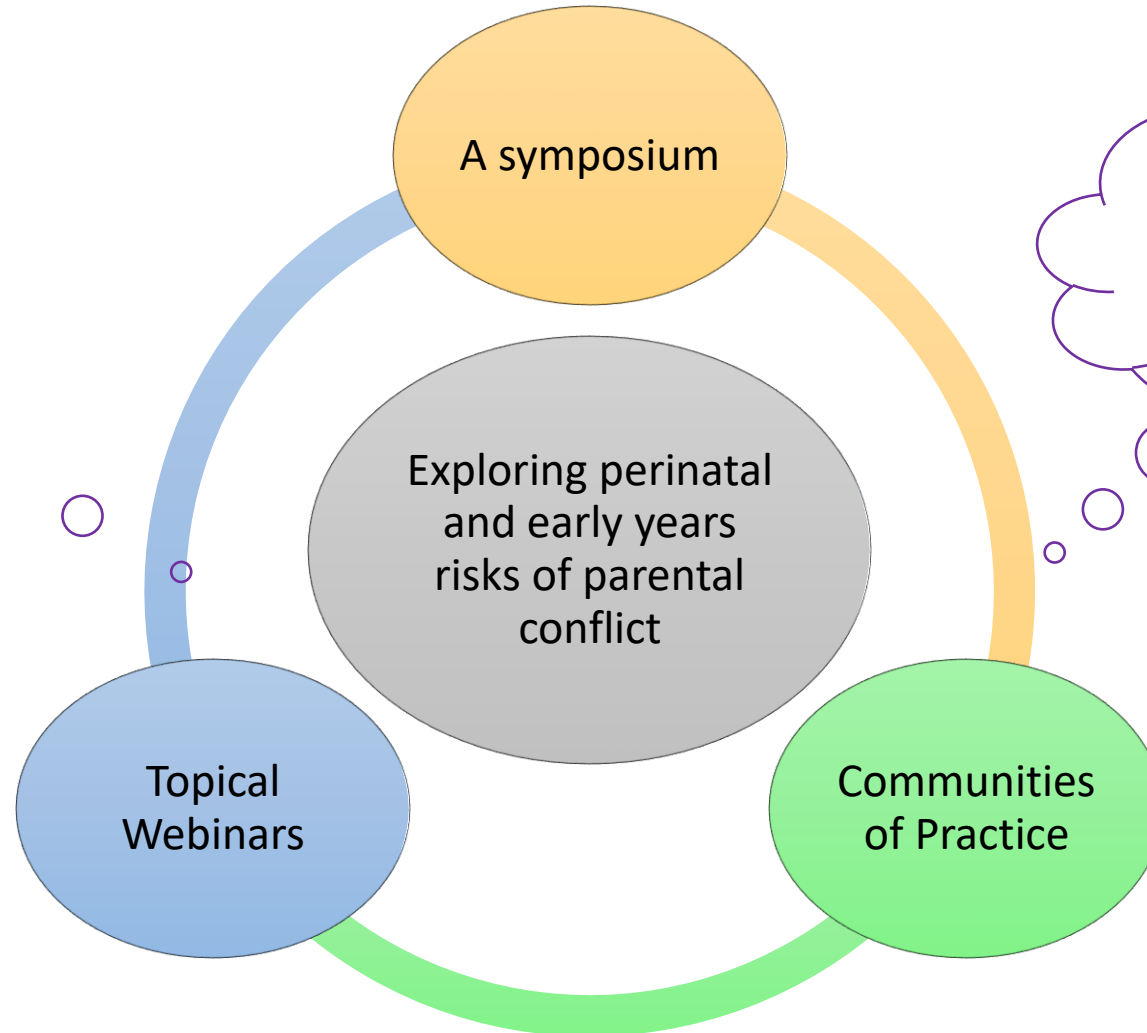 A symposium
Exploring perinatal
and early years
risks of parental
conflict
Topical
Webinars
Communities
of Practice